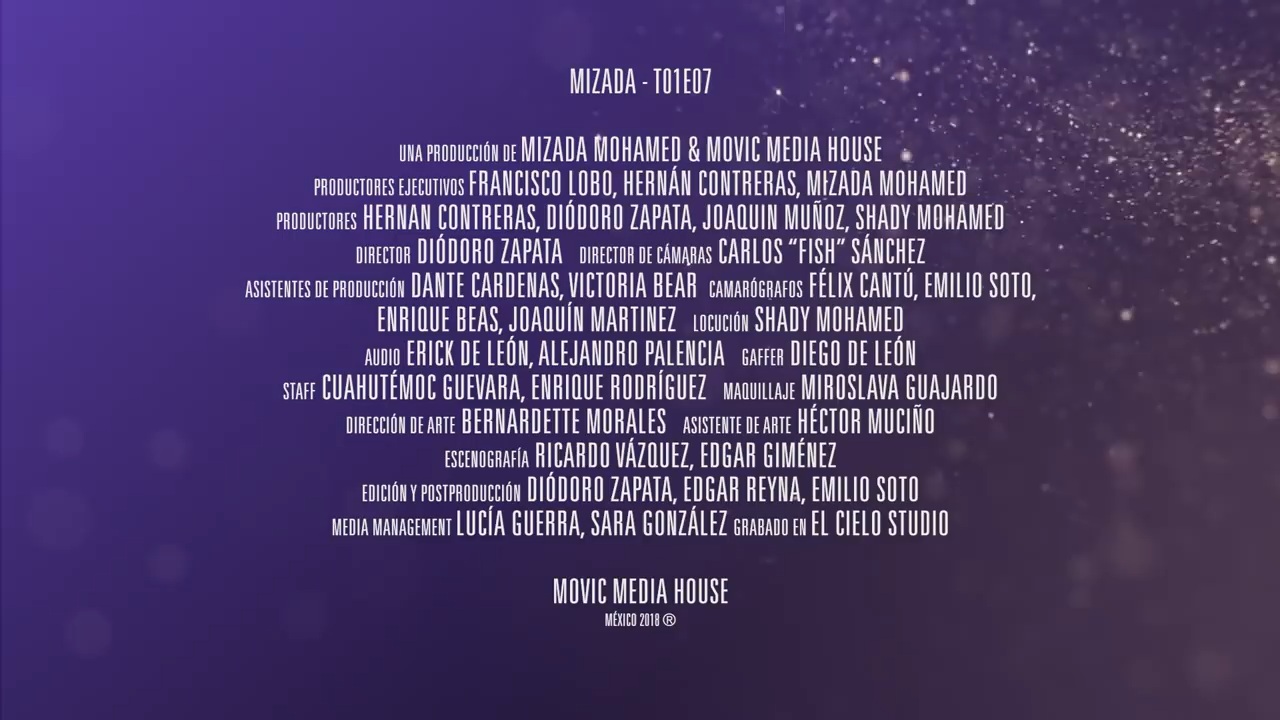 MIZADA - T01E07
UNA PRODUCCIÓN DE MIZADA MOHAMED & MOVIC MEDIA HOUSE
PRODUCTORES EJECUTIVOS FRANCISCO LOBO, HERNÁN CONTRERAS, MIZADA MOHAMED
PRODUCTORES HERNAN CONTRERAS, DIÓDORO ZAPATA, JOAQUIN MUÑOZ, SHADY MOHAMED
DIRECTOR DIÓDORO ZAPATA DIRECTOR DE CÁMARAS CARLOS “FISH” SÁNCHEZ
ASISTENTES DE PRODUCCIÓN DANTE CARDENAS, VICTORIA BEAR CAMARÓGRAFOS FÉLIX CANTÚ, EMILIO SOTO,
ENRIQUE BEAS, JOAQUÍN MARTINEZ LOCUCIÓN SHADY MOHAMED
AUDIO ERICK DE LEÓN, ALEJANDRO PALENCIA GAFFER DIEGO DE LEÓN
STAFF CUAHUTÉMOC GUEVARA, ENRIQUE RODRÍGUEZ MAQUILLAJE MIROSLAVA GUAJARDO
DIRECCIÓN DE ARTE BERNARDETTE MORALES ASISTENTE DE ARTE HÉCTOR MUCIÑO
ESCENOGRAFÍA RICARDO VÁZQUEZ, EDGAR GIMÉNEZ
EDICIÓN Y POSTPRODUCCIÓN DIÓDORO ZAPATA, EDGAR REYNA, EMILIO SOTO
MEDIA MANAGEMENT LUCÍA GUERRA, SARA GONZÁLEZ GRABADO EN EL CIELO STUDIO
MOVIC MEDIA HOUSE
MÉXICO 2018 ®